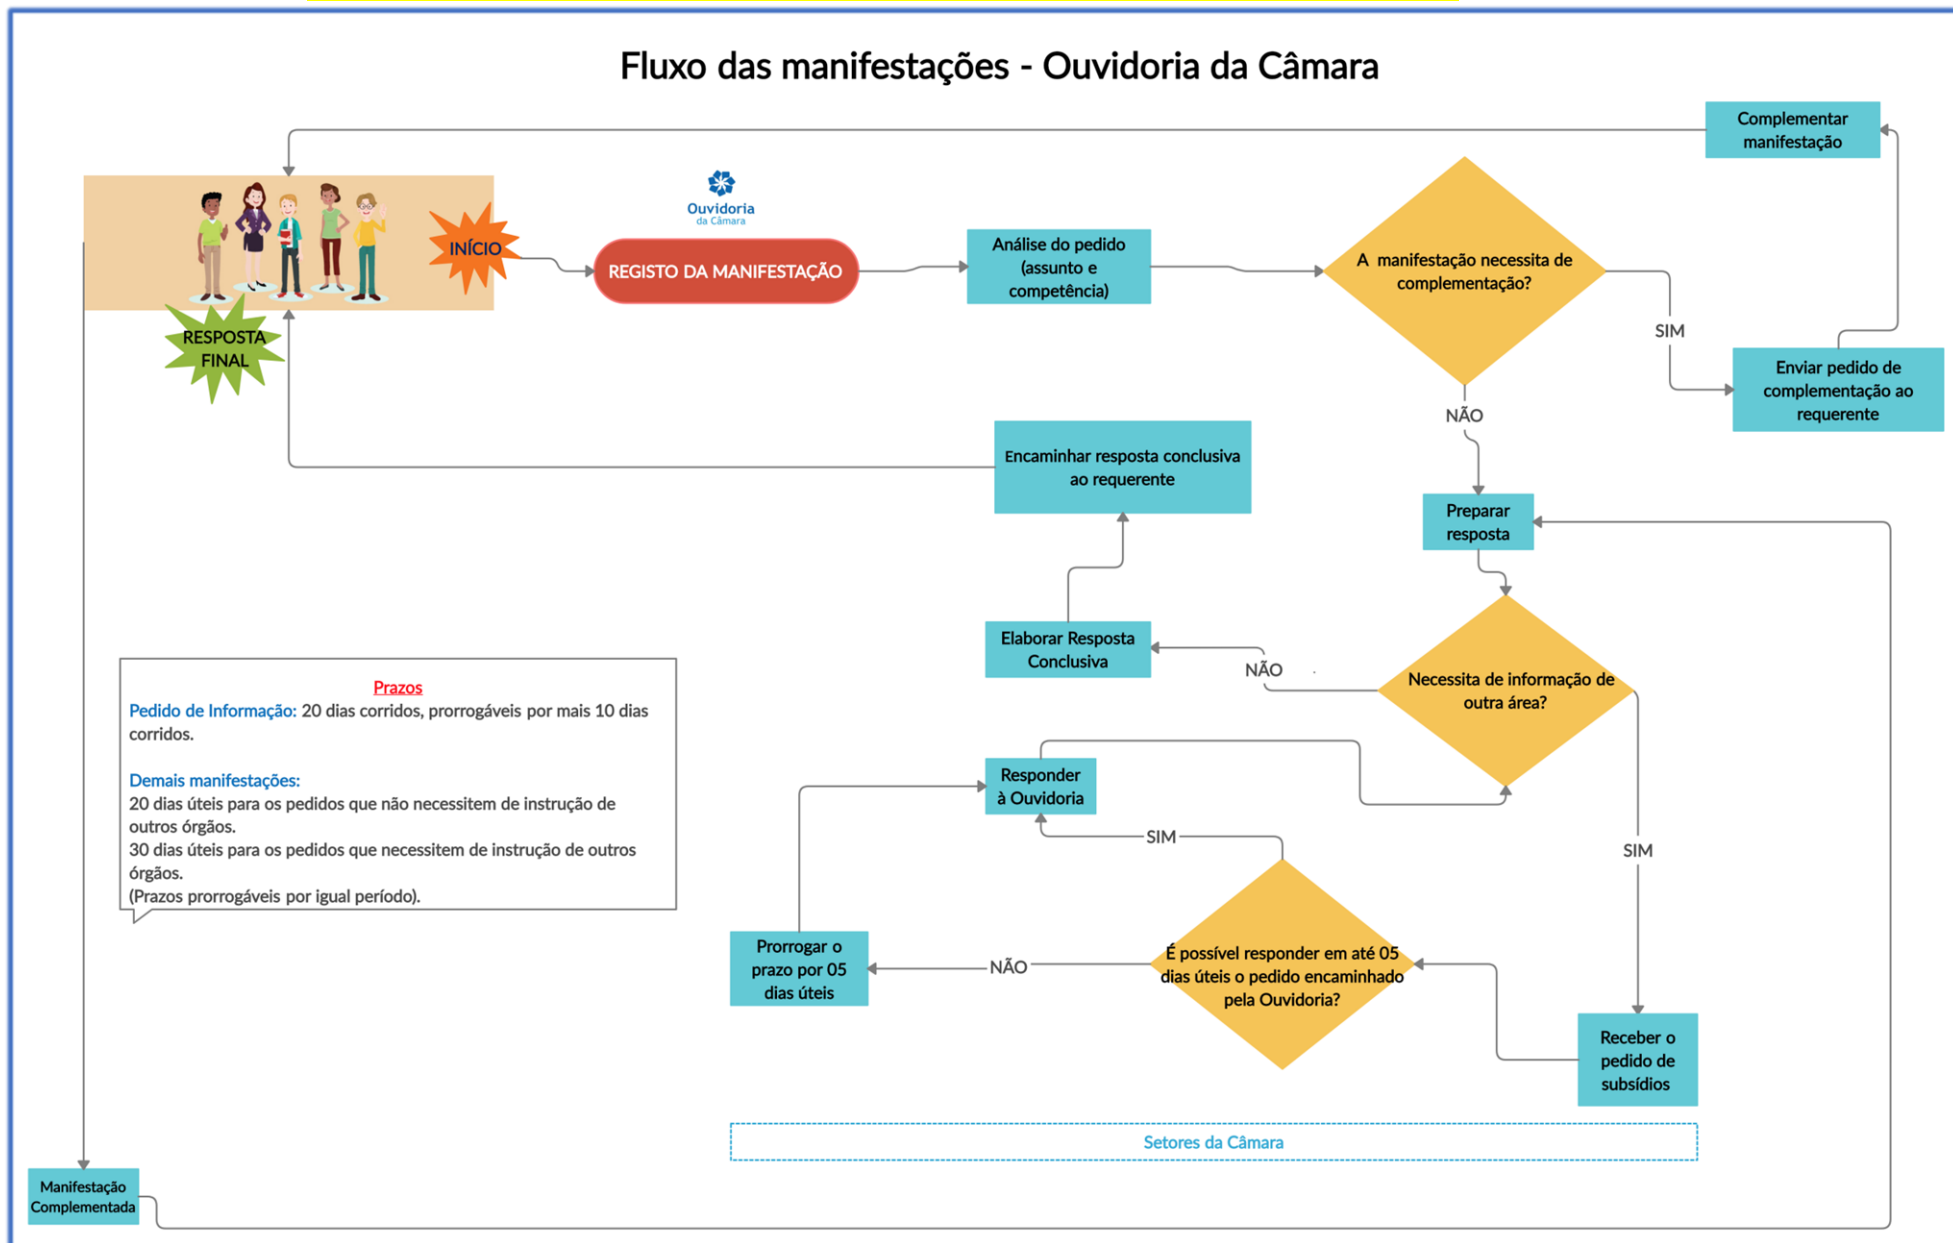 Fluxo das manifestações - Ouvidoria da Câmara
Complementar
manifestação
Ouvidoria
da Câmara
INÍCIO
REGISTO DA MANIFESTAÇÃO
Análise do pedido
(assunto e
competência)
A manifestação necessita de
complementação?
SIM
RESPOSTA
FINAL
Enviar pedido de
complementação ao
requerente
NÃO
Encaminhar resposta conclusiva
ao requerente
Preparar
resposta
Elaborar Resposta
Conclusiva
NÃO
Necessita de informação de
outra área?
Prazos
Pedido de Informação: 20 dias corridos, prorrogáveis por mais 10 dias
corridos.
Demais manifestações:
20 dias úteis para os pedidos que não necessitem de instrução de
outros órgãos.
30 dias úteis para os pedidos que necessitem de instrução de outros
órgãos.
(Prazos prorrogáveis por igual período).
Responder
à Ouvidoria
SIM
SIM
Prorrogar o
prazo por 05
dias úteis
NÃO
É possível responder em até 05
dias úteis o pedido encaminhado
pela Ouvidoria?
Receber o
pedido de
subsídios
Setores da Câmara
Manifestação
Complementada